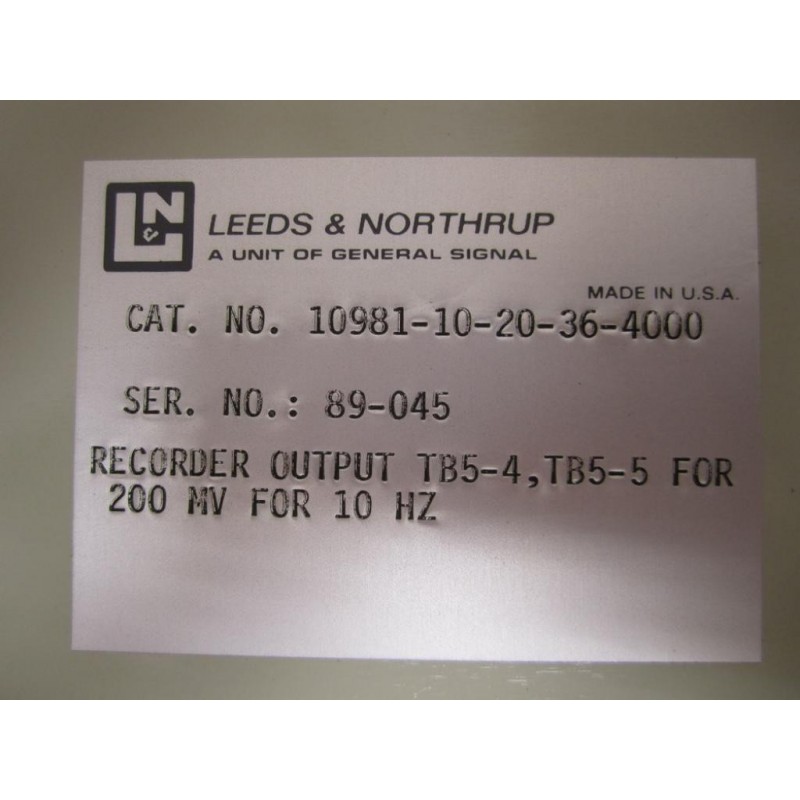 L&N
LEEDS & NORTHRUP
A UNIT OF GENERAL SIGNAL
MADE IN U.S.A.
CAT. NO. 10981-10-20-36-4000
SER. NO.: 89-045
RECORDER OUTPUT TB5-4,TB5-5 FOR
200 MV FOR 10 HZ